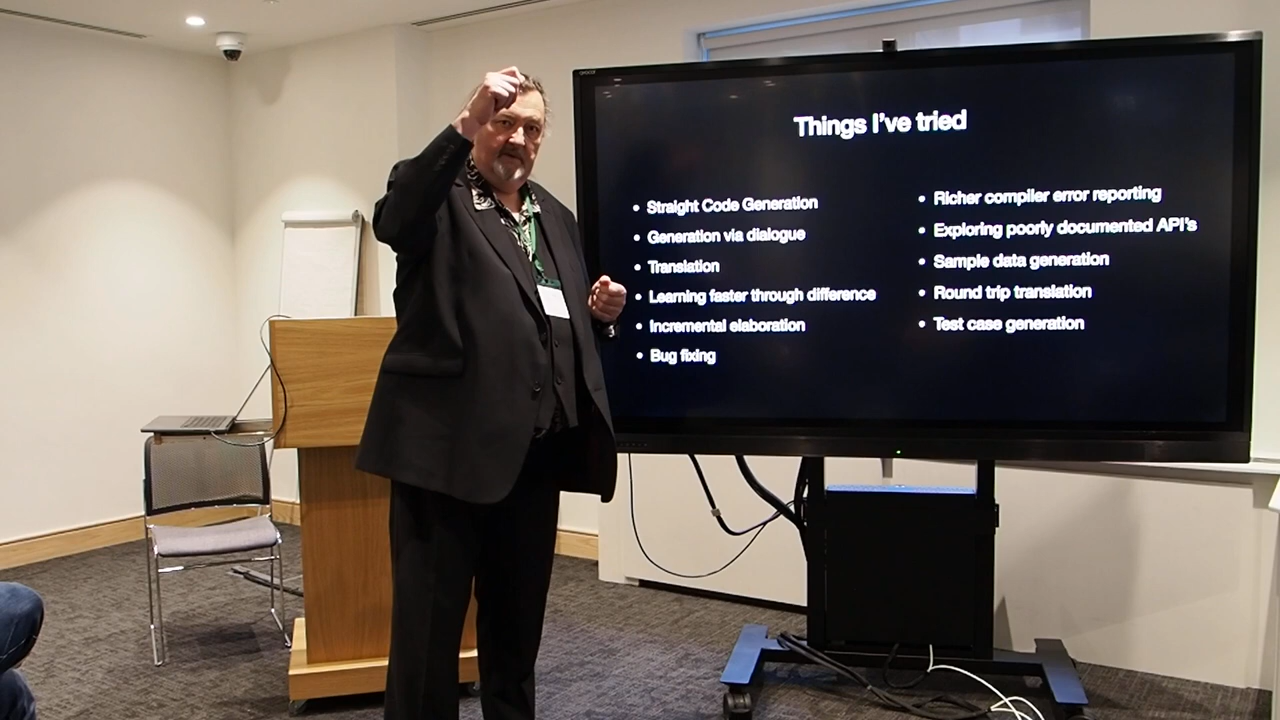 Things I've tried
• Straight Code Generation
• Generation via dialogue
• Translation
• Learning faster through difference
• Incremental elaboration
• Bug fixing
• Richer compiler error reporting
• Exploring poorly documented API's
• Sample data generation
• Round trip translation
• Test case generation